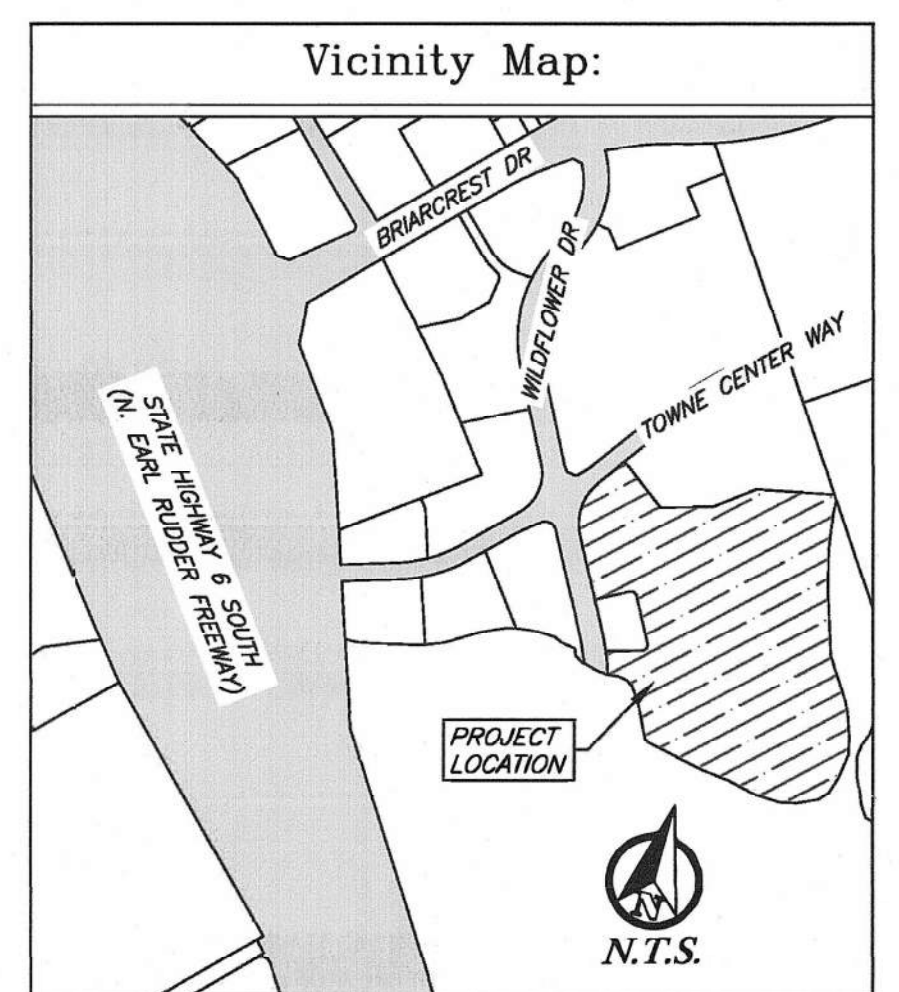 Vicinity Map:
BRIARCREST DR
WILDFLOWER DR
TOWNE CENTER WAY
STATE HIGHWAY 6 SOUTH
(N. EARL RUDDER FREEWAY)
PROJECT
LOCATION
N
N.T.S.